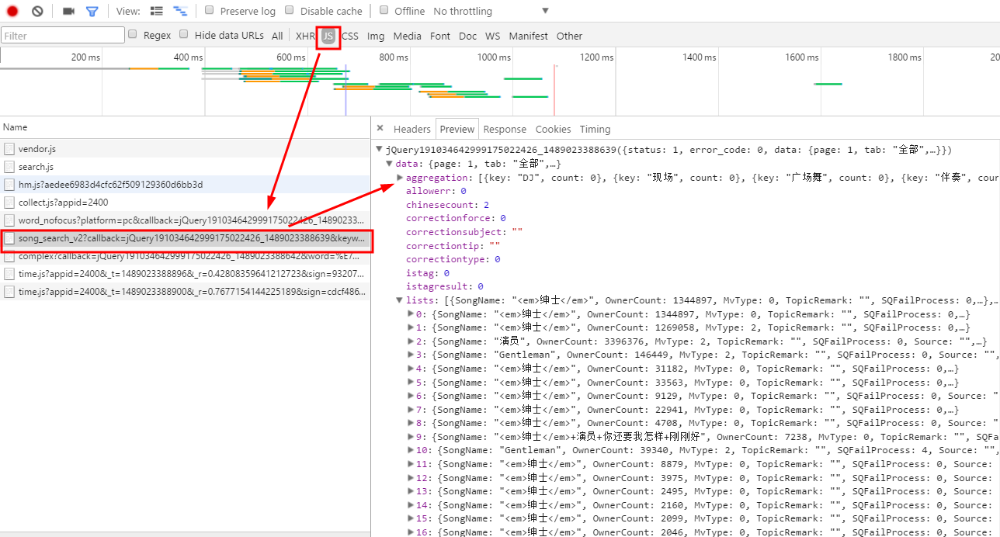 View: Preserve log Disable cache Offline No throttling
Filter Regex Hide data URLs All XHR JS CSS Img Media Font Doc WS Manifest Other
200 ms 400 ms 600 ms 800 ms 1000 ms 1200 ms 1400 ms 1600 ms 1800 ms 20
Name
vendor.js
search.js
hm.js?aedee6983d4cfc62f509129360d6bb3d
collect.js?appid=2400
word_nofocus?platform=pc&callback=jQuery191034642999175022426_14890233...
song_search_v2?callback=jQuery191034642999175022426_1489023388639&keyw...
complex?callback=jQuery191034642999175022426_1489023388642&word=%E7...
time.js?appid=2400&_t=1489023388896&_r=0.42808359641212723&sign=93207...
time.js?appid=2400&_t=1489023388900&_r=0.7677154144225189&sign=cdcf486...
× Headers Preview Response Cookies Timing
jQuery191034642999175022426_1489023388639({status: 1, error_code: 0, data: {page: 1, tab: "全部",…}})
data: {page: 1, tab: "全部",…}
aggregation: [{key: "DJ", count: 0}, {key: "现场", count: 0}, {key: "广场舞", count: 0}, {key: "伴奏", cour
allowerr: 0
chinesecount: 2
correctionforce: 0
correctionsubject: ""
correctiontip: ""
correctiontype: 0
istag: 0
istagresult: 0
lists: [{SongName: "<em>绅士</em>", OwnerCount: 1344897, MvType: 0, TopicRemark: "", SQFailProcess: 0,…},…
0: {SongName: "<em>绅士</em>", OwnerCount: 1344897, MvType: 0, TopicRemark: "", SQFailProcess: 0,…}
1: {SongName: "<em>绅士</em>", OwnerCount: 1269058, MvType: 2, TopicRemark: "", SQFailProcess: 0,…}
2: {SongName: "演员", OwnerCount: 3396376, MvType: 2, TopicRemark: "", SQFailProcess: 0, Source: "",…}
3: {SongName: "Gentleman", OwnerCount: 146449, MvType: 2, TopicRemark: "", SQFailProcess: 0, Source: "",
4: {SongName: "<em>绅士</em>", OwnerCount: 31182, MvType: 0, TopicRemark: "", SQFailProcess: 0,…}
5: {SongName: "<em>绅士</em>", OwnerCount: 33563, MvType: 0, TopicRemark: "", SQFailProcess: 0,…}
6: {SongName: "<em>绅士</em>", OwnerCount: 9129, MvType: 0, TopicRemark: "", SQFailProcess: 0, Source: "
7: {SongName: "<em>绅士</em>", OwnerCount: 22941, MvType: 0, TopicRemark: "", SQFailProcess: 0,…}
8: {SongName: "<em>绅士</em>", OwnerCount: 4708, MvType: 0, TopicRemark: "", SQFailProcess: 0, Source: "
9: {SongName: "<em>绅士</em>+演员+你还要我怎样+刚刚好", OwnerCount: 7238, MvType: 0, TopicRemark: "", SQFa
10: {SongName: "Gentleman", OwnerCount: 39340, MvType: 2, TopicRemark: "", SQFailProcess: 4, Source: "",
11: {SongName: "<em>绅士</em>", OwnerCount: 8879, MvType: 0, TopicRemark: "", SQFailProcess: 0, Source:
12: {SongName: "<em>绅士</em>", OwnerCount: 3975, MvType: 0, TopicRemark: "", SQFailProcess: 0, Source:
13: {SongName: "<em>绅士</em>", OwnerCount: 2495, MvType: 0, TopicRemark: "", SQFailProcess: 0, Source:
14: {SongName: "<em>绅士</em>", OwnerCount: 2160, MvType: 0, TopicRemark: "", SQFailProcess: 0, Source:
15: {SongName: "<em>绅士</em>", OwnerCount: 2099, MvType: 0, TopicRemark: "", SQFailProcess: 0, Source:
16: {SongName: "<em>绅士</em>", OwnerCount: 2046, MvType: 0, TopicRemark: "", SQFailProcess: 0, Source: